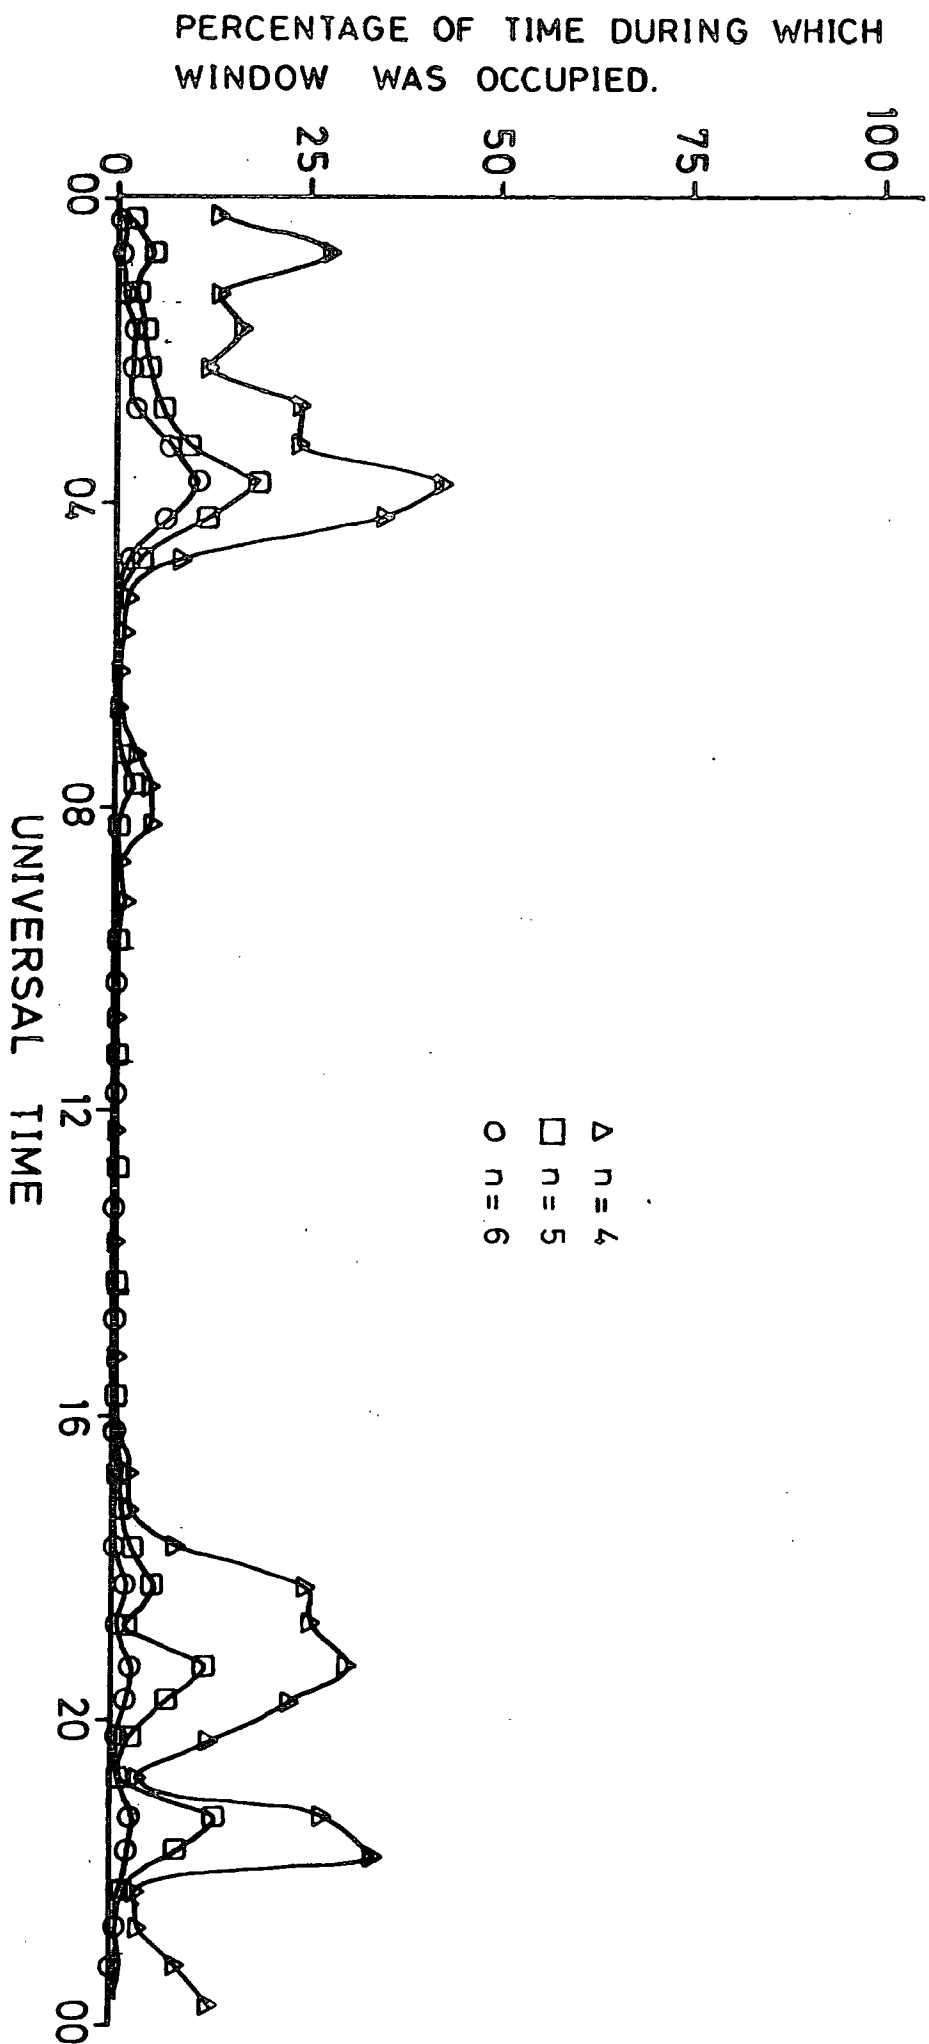 PERCENTAGE OF TIME DURING WHICH
WINDOW WAS OCCUPIED.
100
75
50
25
0
00
04
08
12
16
20
00
UNIVERSAL TIME
n = 4
n = 5
n = 6